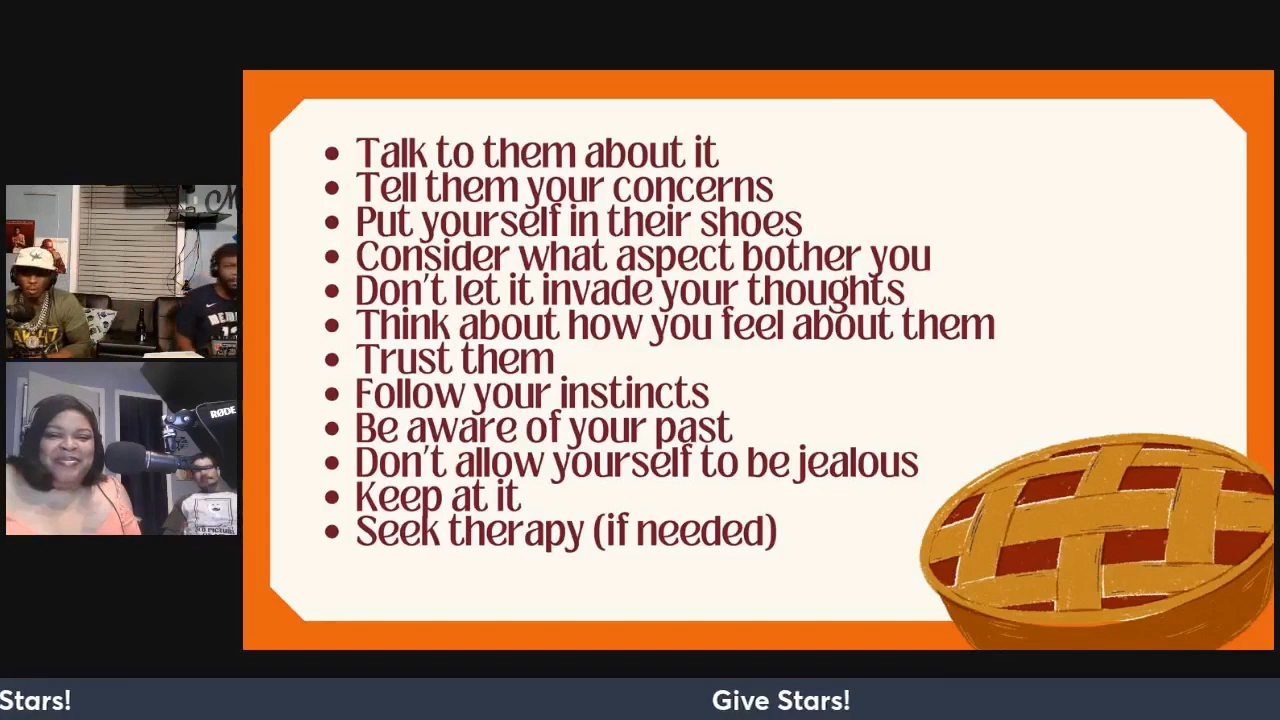 Talk to them about it
Tell them your concerns
Put yourself in their shoes
Consider what aspect bother you
Don't let it invade your thoughts
Think about how you feel about them
Trust them
Follow your instincts
Be aware of your past
Don't allow yourself to be jealous
Keep at it
Seek therapy (if needed)
RØDE
Stars!
Give Stars!